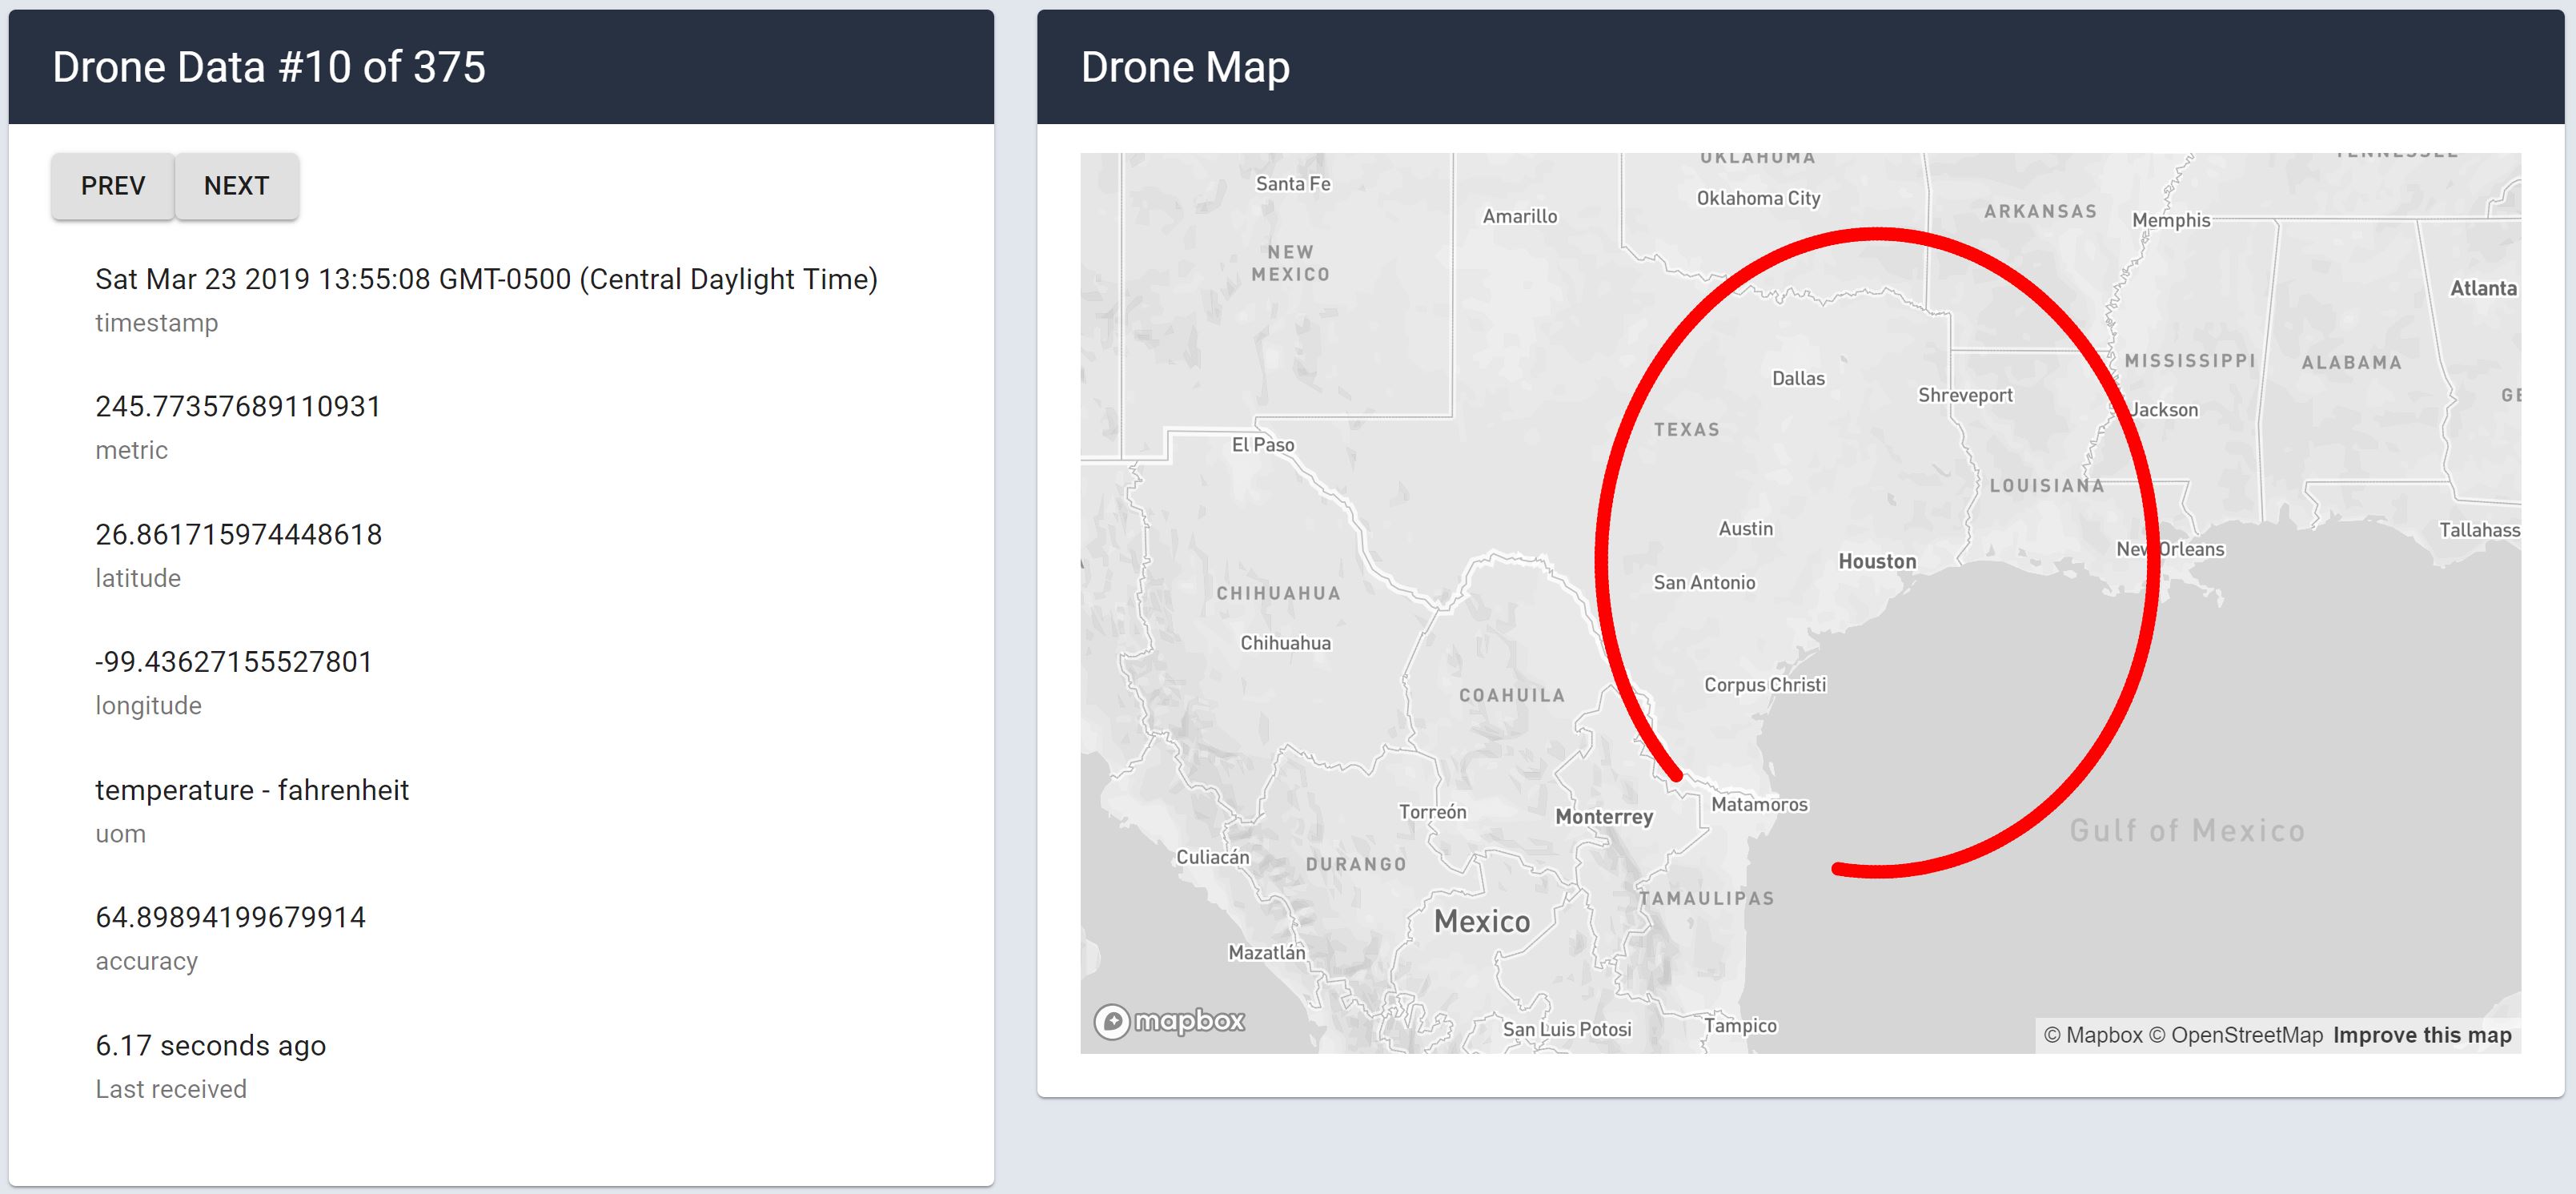 Drone Data #10 of 375
PREV NEXT
Sat Mar 23 2019 13:55:08 GMT-0500 (Central Daylight Time)
timestamp
245.77357689110931
metric
26.861715974448618
latitude
-99.43627155527801
longitude
temperature - fahrenheit
uom
64.89894199679914
accuracy
6.17 seconds ago
Last received
Drone Map
OKLAHOMA
TENNESSEE
Santa Fe
Oklahoma City
Amarillo
ARKANSAS
Memphis
NEW
MEXICO
Atlanta
Dallas
MISSISSIPPI
ALABAMA
Shreveport
GE
Jackson
TEXAS
El Paso
LOUISIANA
Austin
Tallahass
New Orleans
Houston
San Antonio
CHIHUAHUA
Chihuahua
Corpus Christi
COAHUILA
Matamoros
Torreón
Monterrey
Gulf of Mexico
Culiacán
DURANGO
TAMAULIPAS
Mexico
Mazatlán
mapbox
San Luis Potosi
Tampico
© Mapbox © OpenStreetMap Improve this map